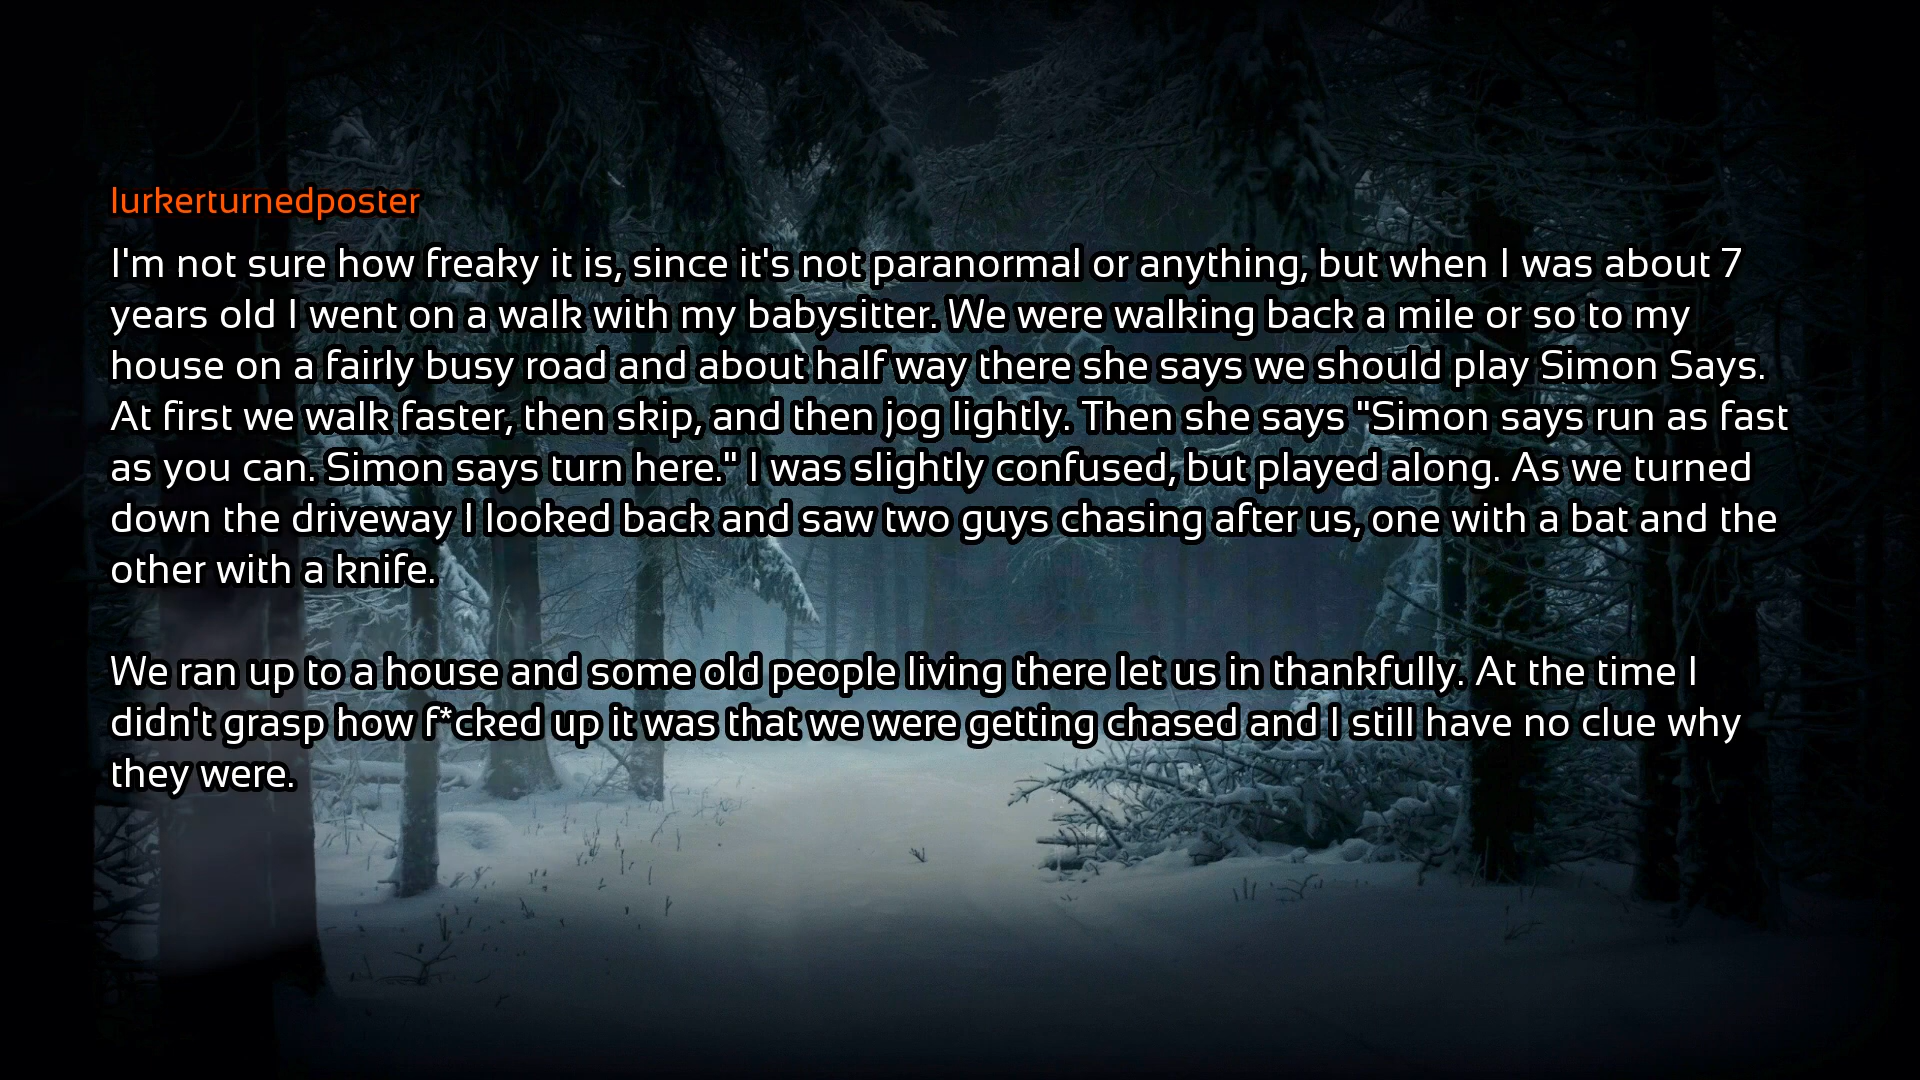 lurkerturnedposter
I'm not sure how freaky it is, since it's not paranormal or anything, but when I was about 7
years old I went on a walk with my babysitter. We were walking back a mile or so to my
house on a fairly busy road and about half way there she says we should play Simon Says.
At first we walk faster, then skip, and then jog lightly. Then she says "Simon says run as fast
as you can. Simon says turn here." I was slightly confused, but played along. As we turned
down the driveway I looked back and saw two guys chasing after us, one with a bat and the
other with a knife.
We ran up to a house and some old people living there let us in thankfully. At the time I
didn't grasp how f*cked up it was that we were getting chased and I still have no clue why
they were.